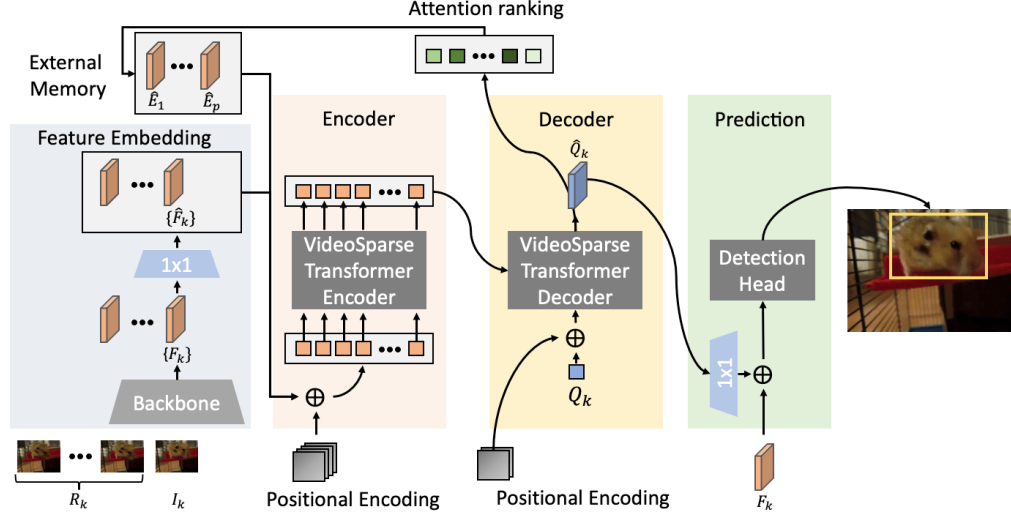 Attention ranking
External
Memory
Ê₁
Êₚ
Feature Embedding
{F̂ₖ}
1x1
{Fₖ}
Backbone
Rₖ
Iₖ
Encoder
VideoSparse
Transformer
Encoder
Positional Encoding
Decoder
Q̂ₖ
VideoSparse
Transformer
Decoder
Qₖ
Positional Encoding
Prediction
Detection
Head
1x1
Fₖ